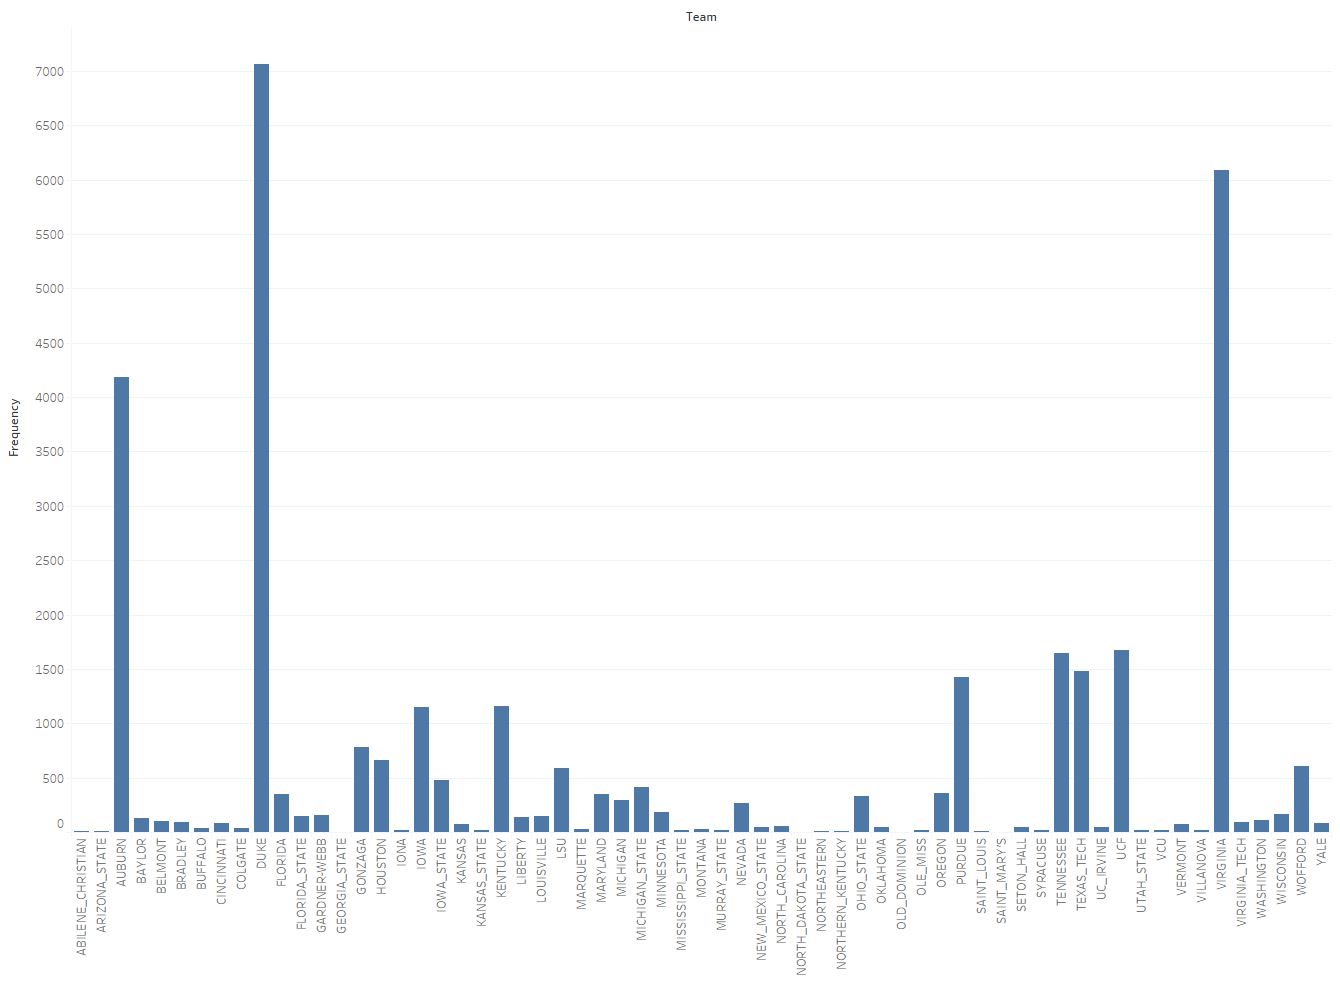 Team
Frequency
7000
6500
6000
5500
5000
4500
4000
3500
3000
2500
2000
1500
1000
500
0
ABILENE_CHRISTIAN
ARIZONA_STATE
AUBURN
BAYLOR
BELMONT
BRADLEY
BUFFALO
CINCINNATI
COLGATE
DUKE
FLORIDA
FLORIDA_STATE
GARDNER-WEBB
GEORGIA_STATE
GONZAGA
HOUSTON
IONA
IOWA
IOWA_STATE
KANSAS
KANSAS_STATE
KENTUCKY
LIBERTY
LOUISVILLE
LSU
MARQUETTE
MARYLAND
MICHIGAN
MICHIGAN_STATE
MINNESOTA
MISSISSIPPI_STATE
MONTANA
MURRAY_STATE
NEVADA
NEW_MEXICO_STATE
NORTH_CAROLINA
NORTH_DAKOTA_STATE
NORTHEASTERN
NORTHERN_KENTUCKY
OHIO_STATE
OKLAHOMA
OLD_DOMINION
OLE_MISS
OREGON
PURDUE
SAINT_LOUIS
SAINT_MARY'S
SETON_HALL
SYRACUSE
TENNESSEE
TEXAS_TECH
UC_IRVINE
UCF
UTAH_STATE
VCU
VERMONT
VILLANOVA
VIRGINIA
VIRGINIA_TECH
WASHINGTON
WISCONSIN
WOFFORD
YALE